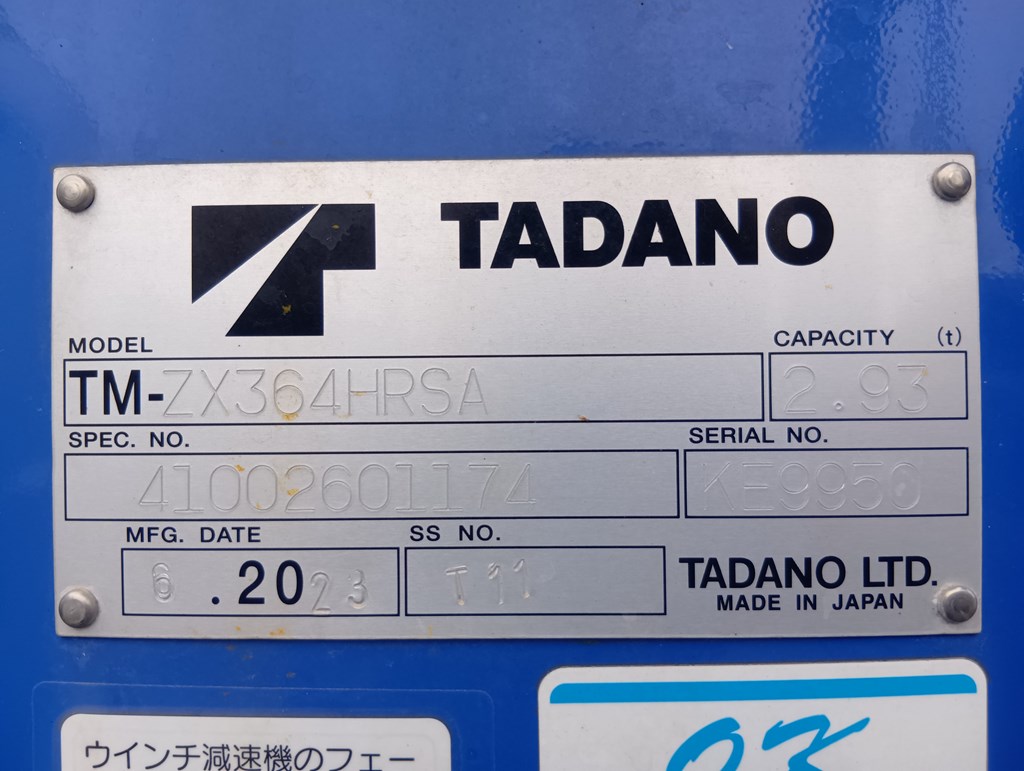 TADANO
MODEL
CAPACITY (t)
TM-ZX364HRSA
2.93
SPEC. NO.
SERIAL NO.
41002601174
KE9950
MFG. DATE
SS NO.
6 .2023
T11
TADANO LTD.
MADE IN JAPAN
ウインチ減速機のフェー